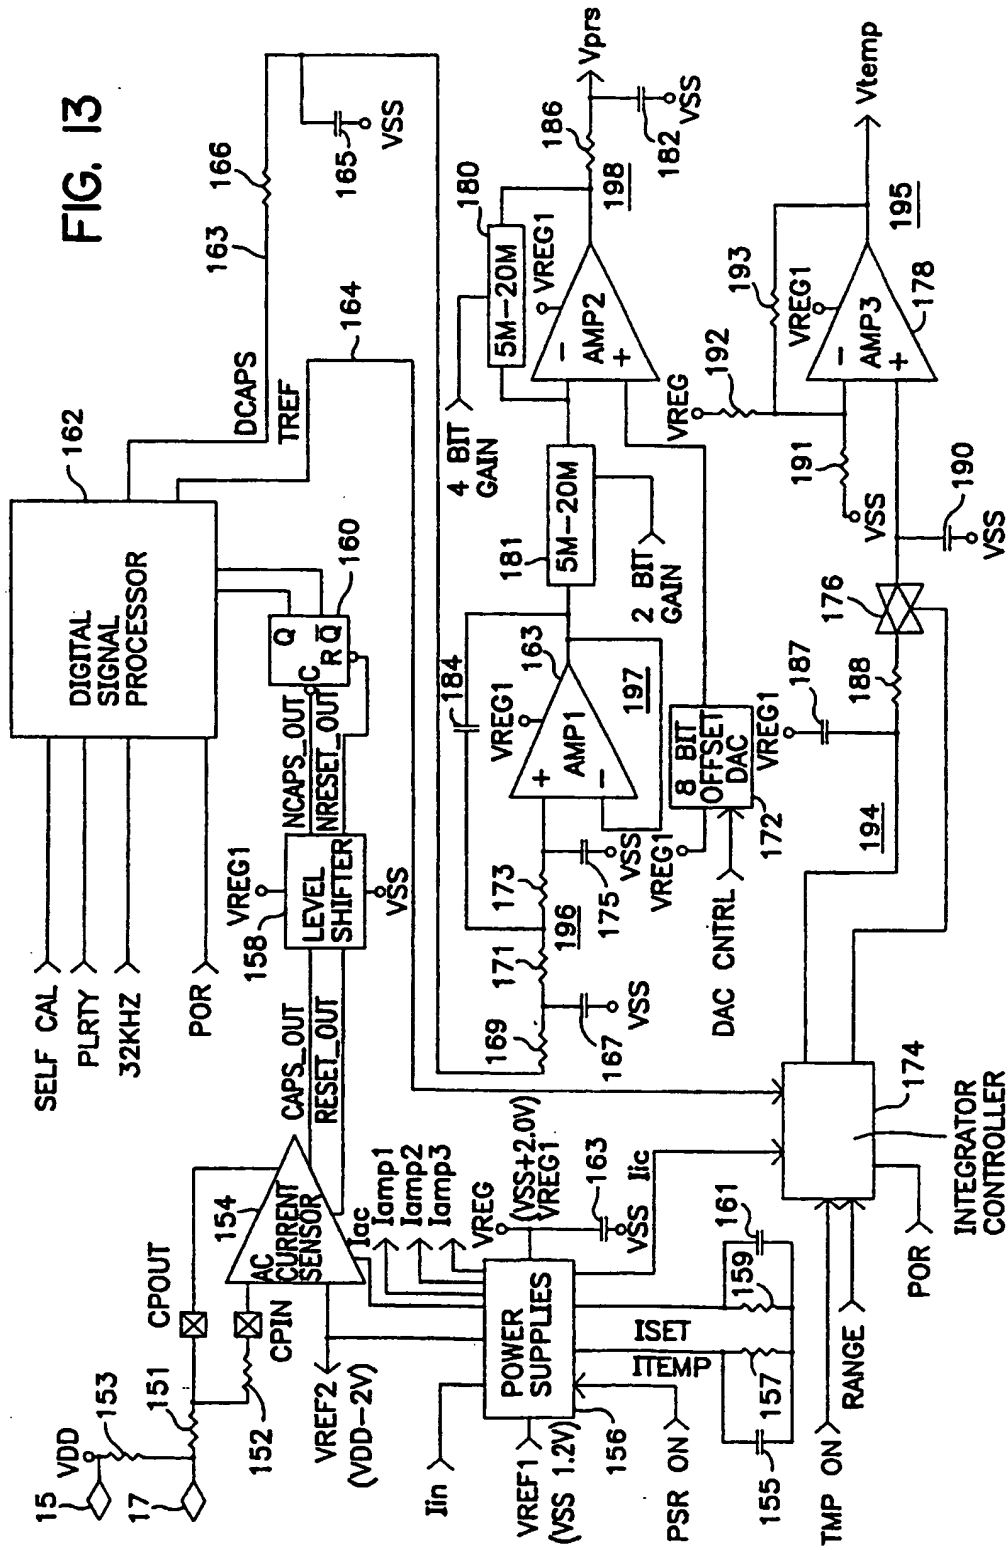 FIG. 13
SELF CAL
PLRTY
32KHZ
POR
DIGITAL
SIGNAL
PROCESSOR
162
DCAPS
TREF
163
166
165
VSS
164
160
Q
C
R Q̅
NCAPS_OUT
NRESET_OUT
VREG1
158
LEVEL
SHIFTER
VSS
CAPS_OUT
RESET_OUT
154
AC
CURRENT
SENSOR
CPOUT
CPIN
VDD
15
17
153
151
152
VREF2
(VDD-2V)
Iac
Iamp1
Iamp2
Iamp3
VREG
(VSS+2.0V)
VREG1
163
VSS
Iic
Iin
POWER
SUPPLIES
VREF1
(VSS 1.2V)
156
PSR ON
ISET
ITEMP
155
157
159
161
169
167
VSS
171
196
173
175
VSS
184
VREG1
163
+
AMP1
-
197
181
5M-20M
2 BIT
GAIN
4 BIT
GAIN
5M-20M
180
VREG1
-
AMP2
+
198
186
182
VSS
Vprs
VREG1
8 BIT
OFFSET
DAC
172
DAC CNTRL
VREG
192
193
191
VSS
VREG1
-
AMP3
+
178
195
Vtemp
194
VREG1
187
188
176
190
VSS
TMP ON
RANGE
POR
174
INTEGRATOR
CONTROLLER